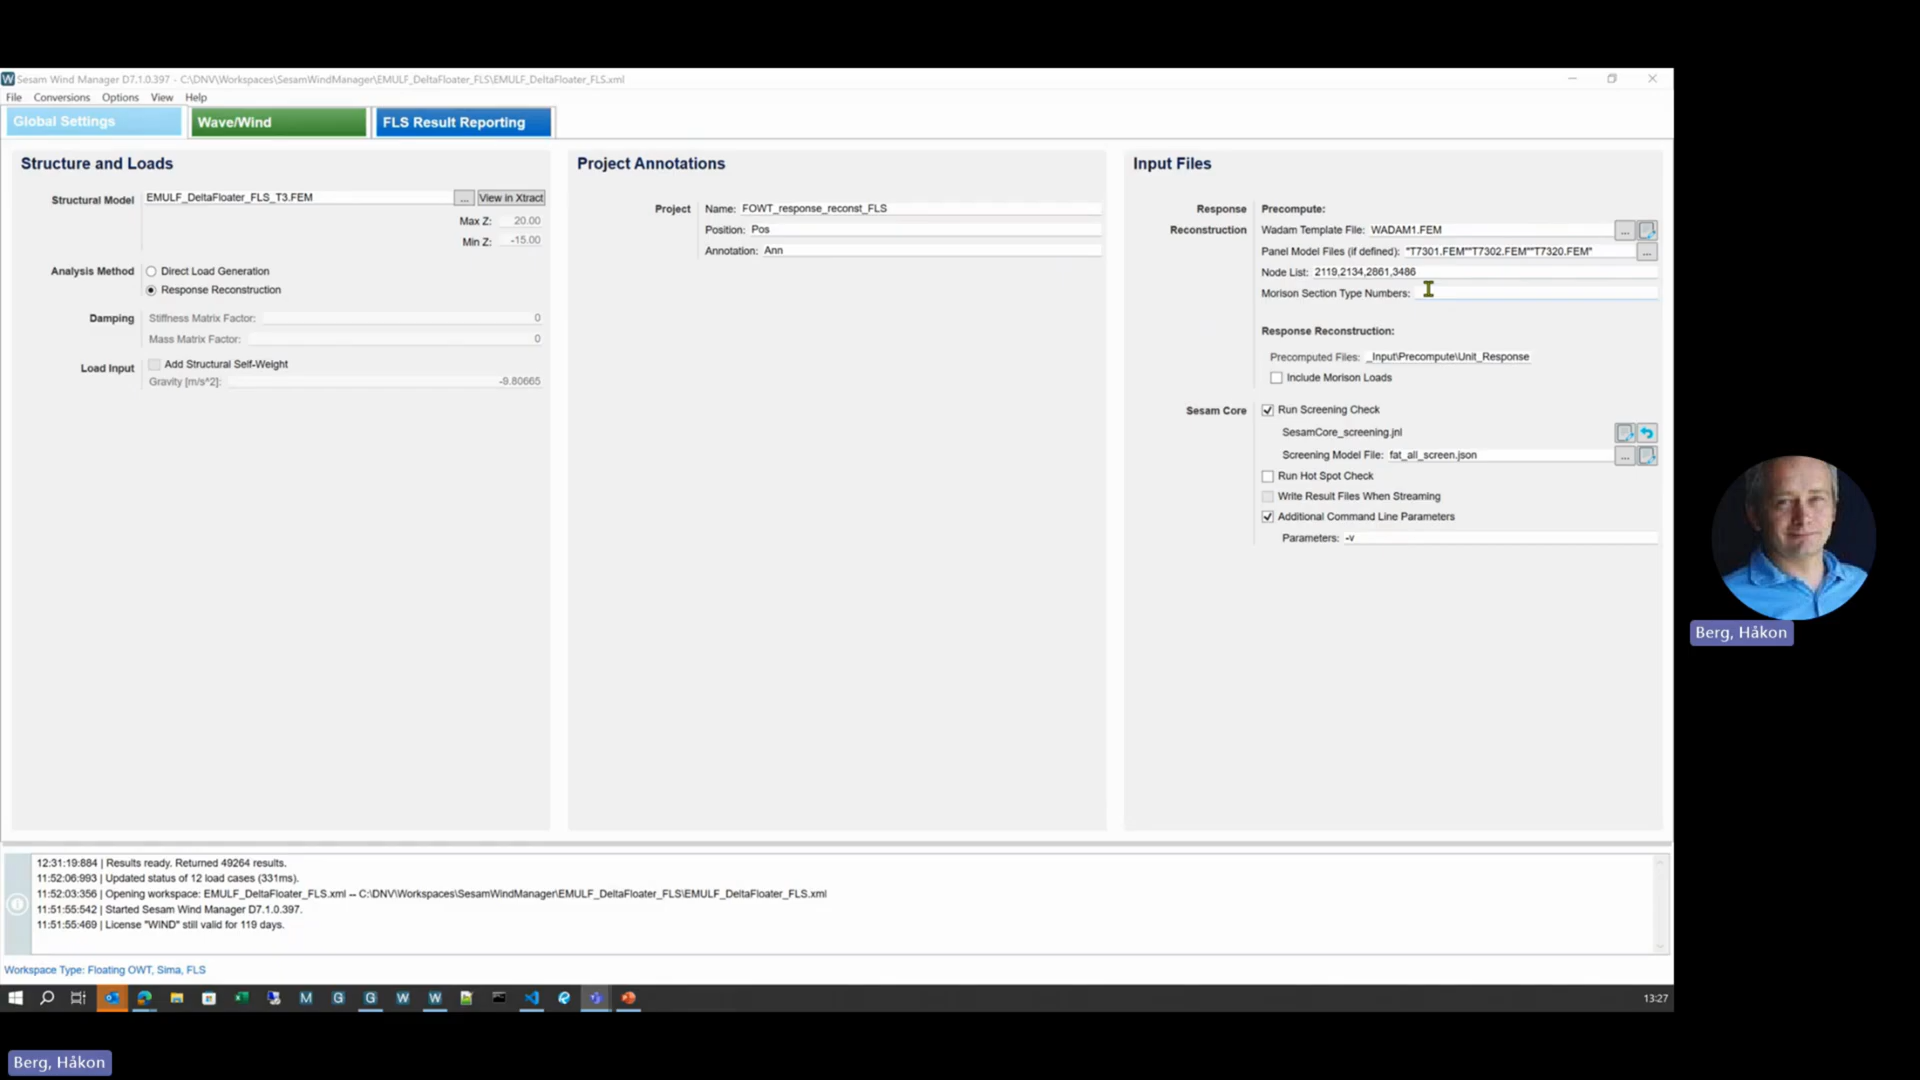 Sesam Wind Manager D7.1.0.397 - C:\DNV\Workspaces\SesamWindManager\EMULF_DeltaFloater_FLS\EMULF_DeltaFloater_FLS.xml
File Conversions Options View Help
Global Settings Wave/Wind FLS Result Reporting
Structure and Loads
Structural Model EMULF_DeltaFloater_FLS_T3.FEM ... View in Xtract
Max Z: 20.00
Min Z: -15.00
Analysis Method Direct Load Generation
Response Reconstruction
Damping Stiffness Matrix Factor: 0
Mass Matrix Factor: 0
Load Input Add Structural Self-Weight
Gravity [m/s^2]: -9.80665
Project Annotations
Project Name: FOWT_response_reconst_FLS
Position: Pos
Annotation: Ann
Input Files
Response Precompute:
Reconstruction Wadam Template File: WADAM1.FEM ...
Panel Model Files (if defined): "T7301.FEM""T7302.FEM""T7320.FEM" ...
Node List: 2119,2134,2861,3486
Morison Section Type Numbers:
Response Reconstruction:
Precomputed Files: _Input\Precompute\Unit_Response
Include Morison Loads
Sesam Core Run Screening Check
SesamCore_screening.jnl
Screening Model File: fat_all_screen.json ...
Run Hot Spot Check
Write Result Files When Streaming
Additional Command Line Parameters
Parameters: -v
12:31:19:884 | Results ready. Returned 49264 results.
11:52:06:993 | Updated status of 12 load cases (331ms).
11:52:03:356 | Opening workspace: EMULF_DeltaFloater_FLS.xml -- C:\DNV\Workspaces\SesamWindManager\EMULF_DeltaFloater_FLS\EMULF_DeltaFloater_FLS.xml
11:51:55:542 | Started Sesam Wind Manager D7.1.0.397.
11:51:55:469 | License "WIND" still valid for 119 days.
Workspace Type: Floating OWT, Sima, FLS
13:27
Berg, Håkon
Berg, Håkon